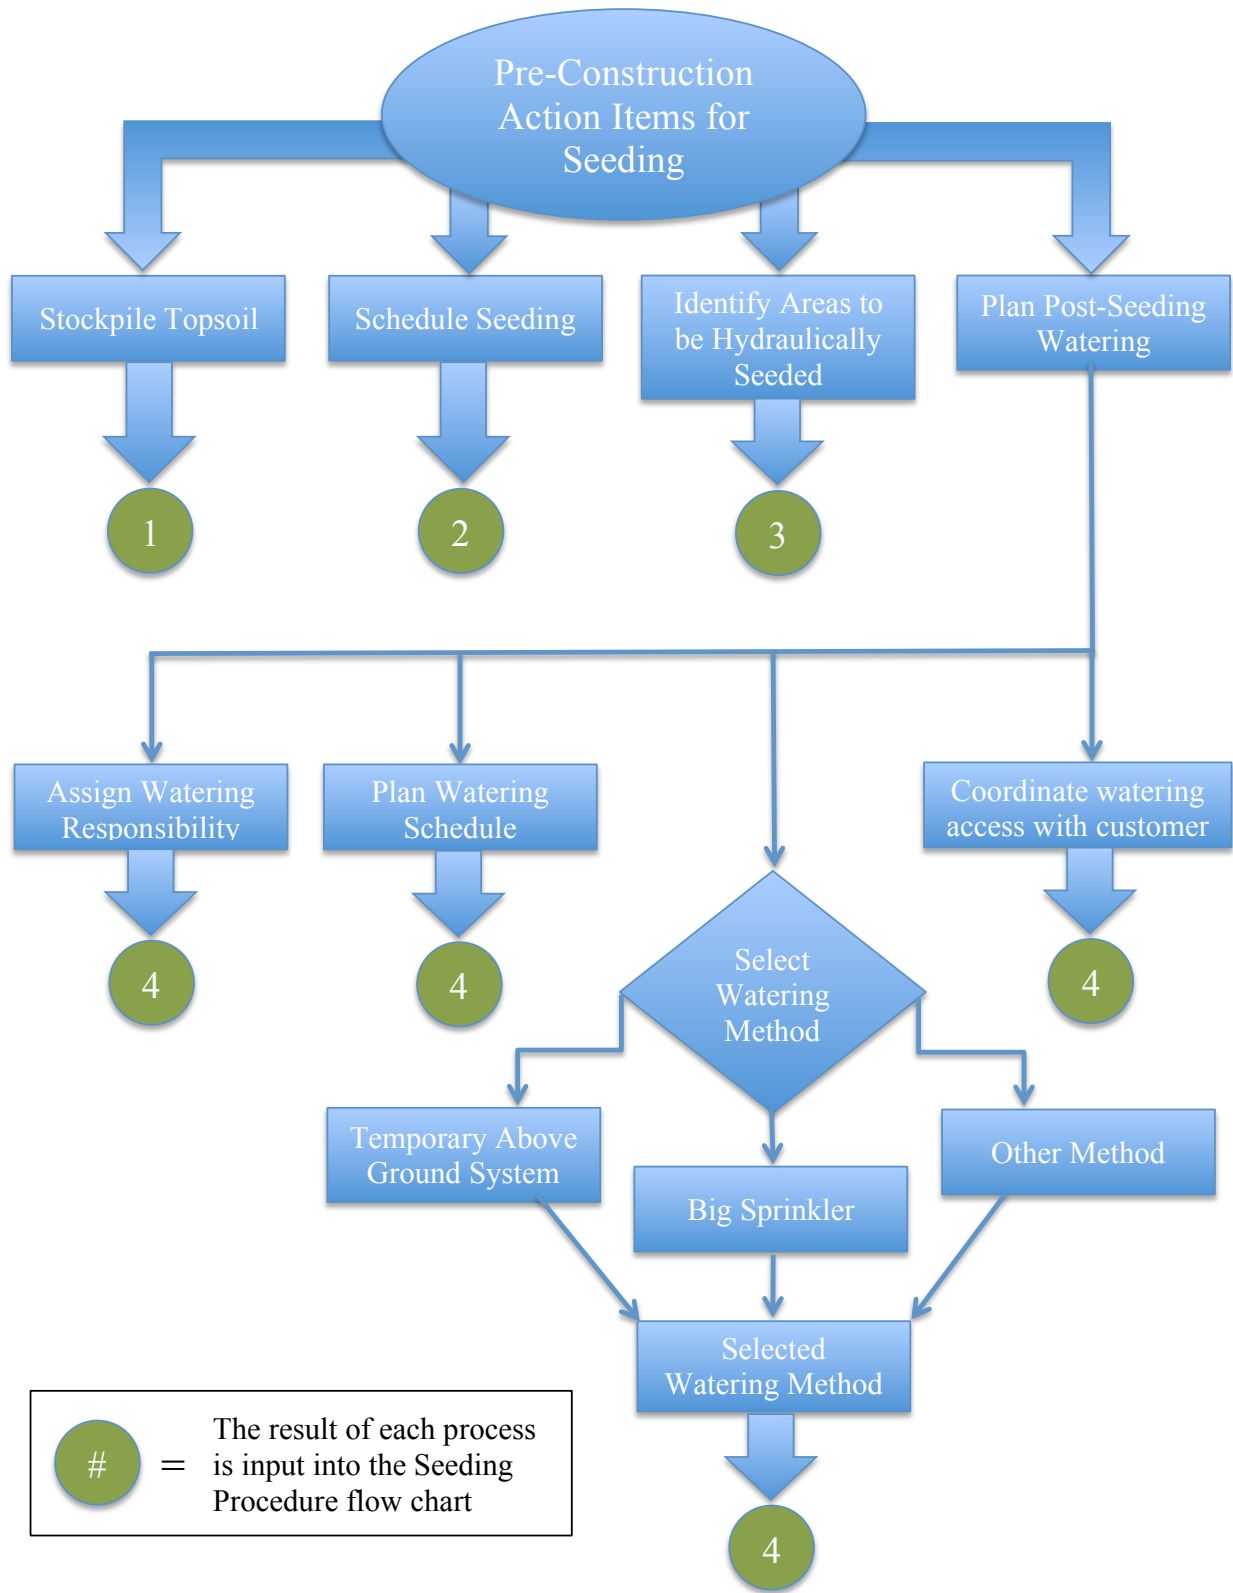 Pre-Construction
Action Items for
Seeding
Stockpile Topsoil
Schedule Seeding
Identify Areas to
be Hydraulically
Seeded
Plan Post-Seeding
Watering
1
2
3
Assign Watering
Responsibility
Plan Watering
Schedule
Coordinate watering
access with customer
4
4
4
Select
Watering
Method
Temporary Above
Ground System
Big Sprinkler
Other Method
Selected
Watering Method
4
# =
The result of each process
is input into the Seeding
Procedure flow chart